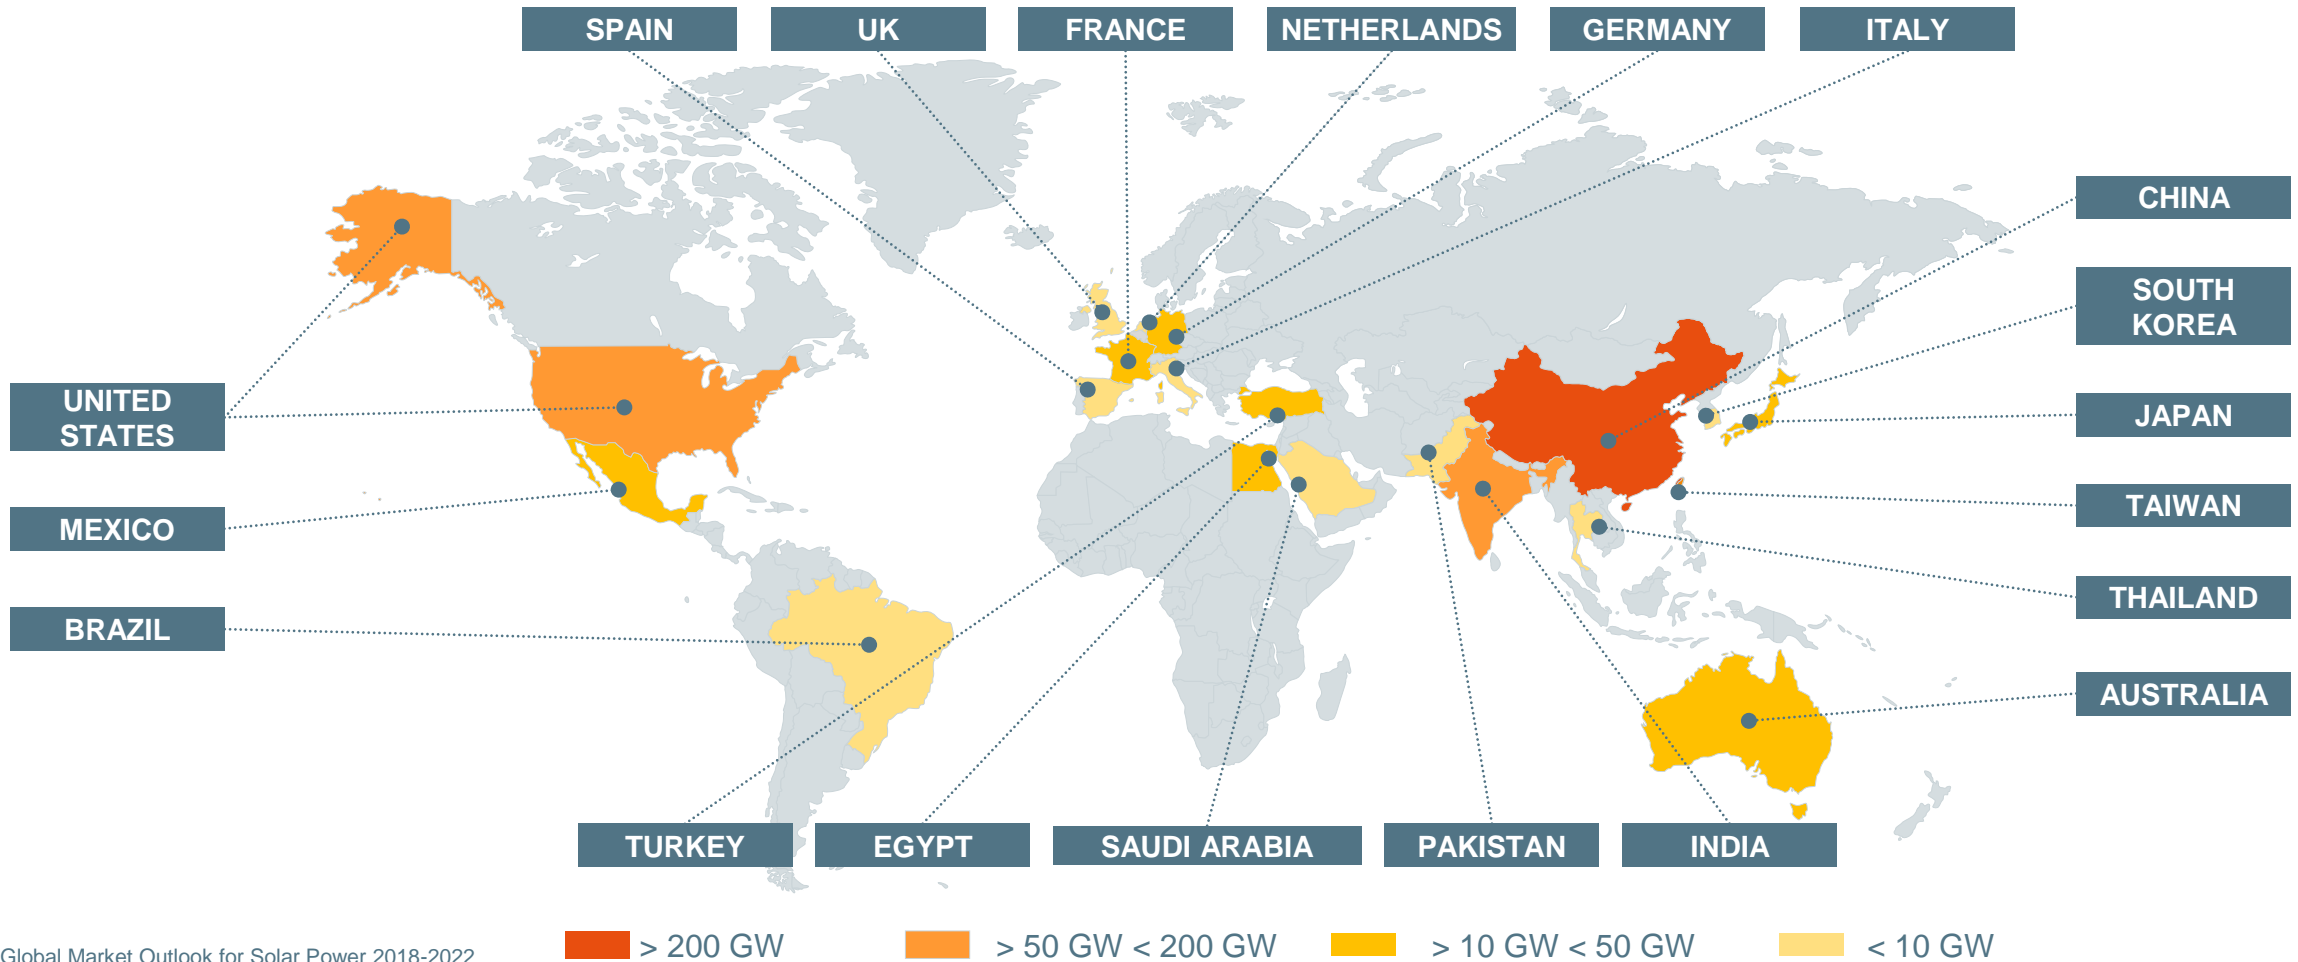 SPAIN
UK
FRANCE
NETHERLANDS
GERMANY
ITALY
CHINA
SOUTH
KOREA
UNITED
STATES
JAPAN
MEXICO
TAIWAN
THAILAND
BRAZIL
AUSTRALIA
TURKEY
EGYPT
SAUDI ARABIA
PAKISTAN
INDIA
Global Market Outlook for Solar Power 2018-2022
> 200 GW
> 50 GW < 200 GW
> 10 GW < 50 GW
< 10 GW